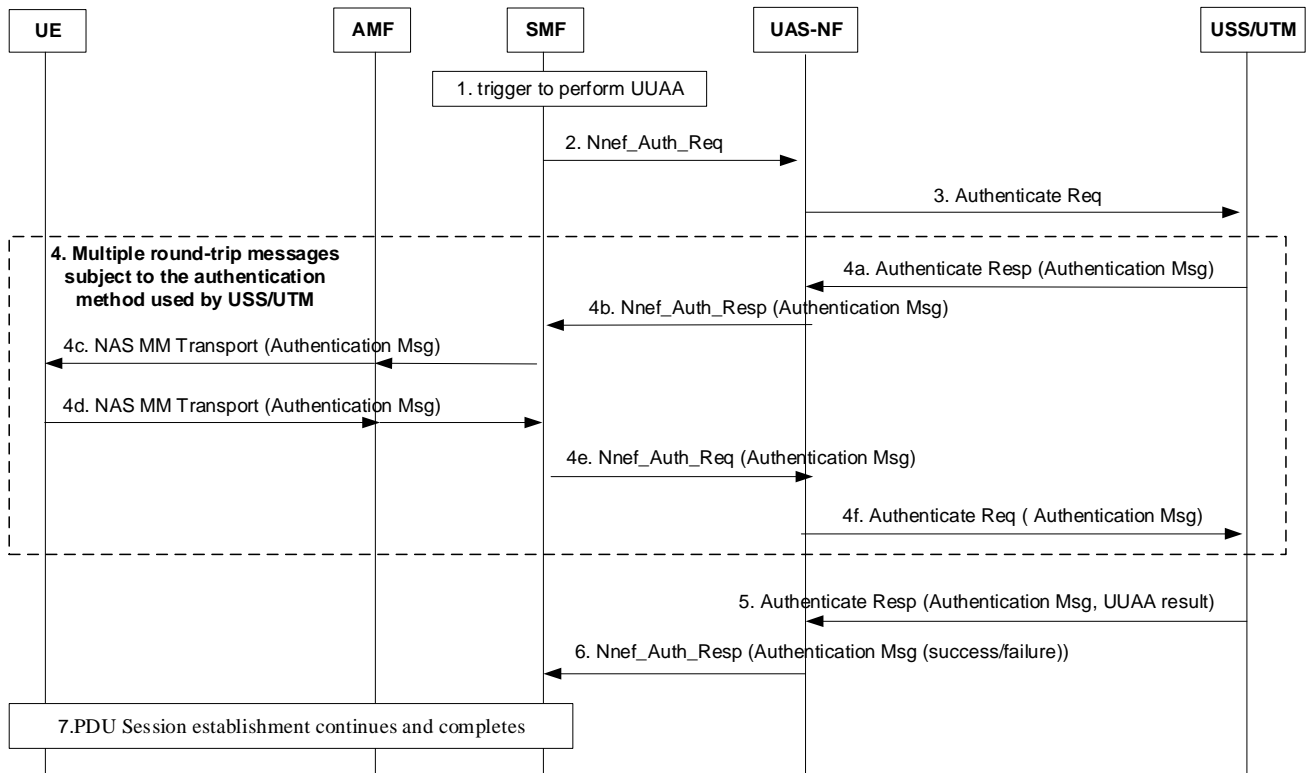 UE
AMF
SMF
UAS-NF
USS/UTM
1. trigger to perform UUAA
2. Nnef_Auth_Req
3. Authenticate Req
4. Multiple round-trip messages
subject to the authentication
method used by USS/UTM
4a. Authenticate Resp (Authentication Msg)
4b. Nnef_Auth_Resp (Authentication Msg)
4c. NAS MM Transport (Authentication Msg)
4d. NAS MM Transport (Authentication Msg)
4e. Nnef_Auth_Req (Authentication Msg)
4f. Authenticate Req ( Authentication Msg)
5. Authenticate Resp (Authentication Msg, UUAA result)
6. Nnef_Auth_Resp (Authentication Msg (success/failure))
7.PDU Session establishment continues and completes